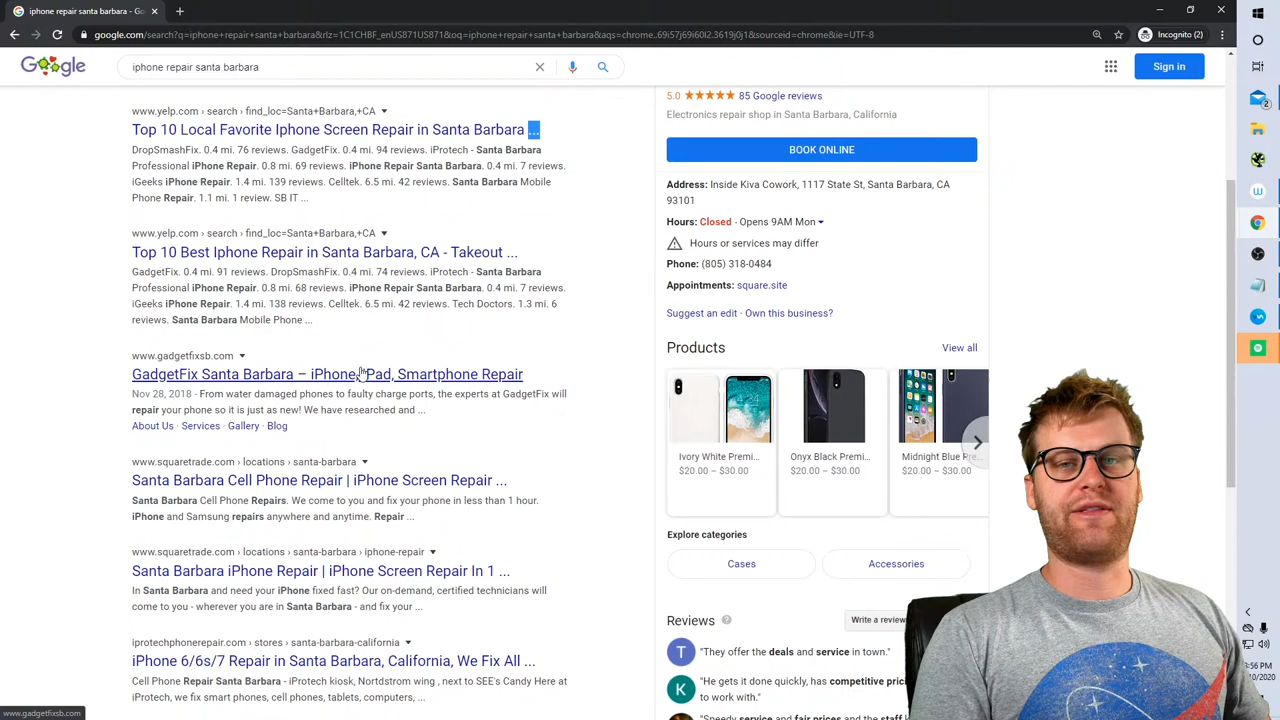 iphone repair santa barbara - Go
google.com/search?q=iphone+repair+santa+barbara&rlz=1C1CHBF_enUS871US871&oq=iphone+repair+santa+barbara&aqs=chrome..69i57j69i60l2.3619j0j1&sourceid=chrome&ie=UTF-8
Incognito (2)
Google
iphone repair santa barbara
Sign in
www.yelp.com › search › find_loc=Santa+Barbara,+CA
Top 10 Local Favorite Iphone Screen Repair in Santa Barbara ...
DropSmashFix. 0.4 mi. 76 reviews. GadgetFix. 0.4 mi. 94 reviews. iProtech - Santa Barbara
Professional iPhone Repair. 0.8 mi. 69 reviews. iPhone Repair Santa Barbara. 0.4 mi. 7 reviews.
iGeeks iPhone Repair. 1.4 mi. 139 reviews. Celltek. 6.5 mi. 42 reviews. Santa Barbara Mobile
Phone Repair. 1.1 mi. 1 review. SB IT ...
www.yelp.com › search › find_loc=Santa+Barbara,+CA
Top 10 Best Iphone Repair in Santa Barbara, CA - Takeout ...
GadgetFix. 0.4 mi. 91 reviews. DropSmashFix. 0.4 mi. 74 reviews. iProtech - Santa Barbara
Professional iPhone Repair. 0.8 mi. 68 reviews. iPhone Repair Santa Barbara. 0.4 mi. 7 reviews.
iGeeks iPhone Repair. 1.4 mi. 138 reviews. Celltek. 6.5 mi. 42 reviews. Tech Doctors. 1.3 mi. 6
reviews. Santa Barbara Mobile Phone ...
www.gadgetfixsb.com
GadgetFix Santa Barbara – iPhone, iPad, Smartphone Repair
Nov 28, 2018 - From water damaged phones to faulty charge ports, the experts at GadgetFix will
repair your phone so it is just as new! We have researched and ...
About Us · Services · Gallery · Blog
www.squaretrade.com › locations › santa-barbara
Santa Barbara Cell Phone Repair | iPhone Screen Repair ...
Santa Barbara Cell Phone Repairs. We come to you and fix your phone in less than 1 hour.
iPhone and Samsung repairs anywhere and anytime. Repair ...
www.squaretrade.com › locations › santa-barbara › iphone-repair
Santa Barbara iPhone Repair | iPhone Screen Repair In 1 ...
In Santa Barbara and need your iPhone fixed fast? Our on-demand, certified technicians will
come to you - wherever you are in Santa Barbara - and fix your ...
iprotechphonerepair.com › stores › santa-barbara-california
iPhone 6/6s/7 Repair in Santa Barbara, California, We Fix All ...
Cell Phone Repair Santa Barbara - iProtech kiosk, Nortdstrom wing , next to SEE's Candy Here at
iProtech, we fix smart phones, cell phones, tablets, computers, ...
www.gadgetfixsb.com
5.0 85 Google reviews
Electronics repair shop in Santa Barbara, California
BOOK ONLINE
Address: Inside Kiva Cowork, 1117 State St, Santa Barbara, CA
93101
Hours: Closed · Opens 9AM Mon
Hours or services may differ
Phone: (805) 318-0484
Appointments: square.site
Suggest an edit · Own this business?
Products
View all
Ivory White Premi...
$20.00 – $30.00
Onyx Black Premi...
$20.00 – $30.00
Midnight Blue Pre...
$20.00 – $30.00
Explore categories
Cases
Accessories
Reviews
Write a review
T
"They offer the deals and service in town."
K
"He gets it done quickly, has competitive
to work with."
"Speedy service and fair prices and the staff
2
:56 PM
/10/2020